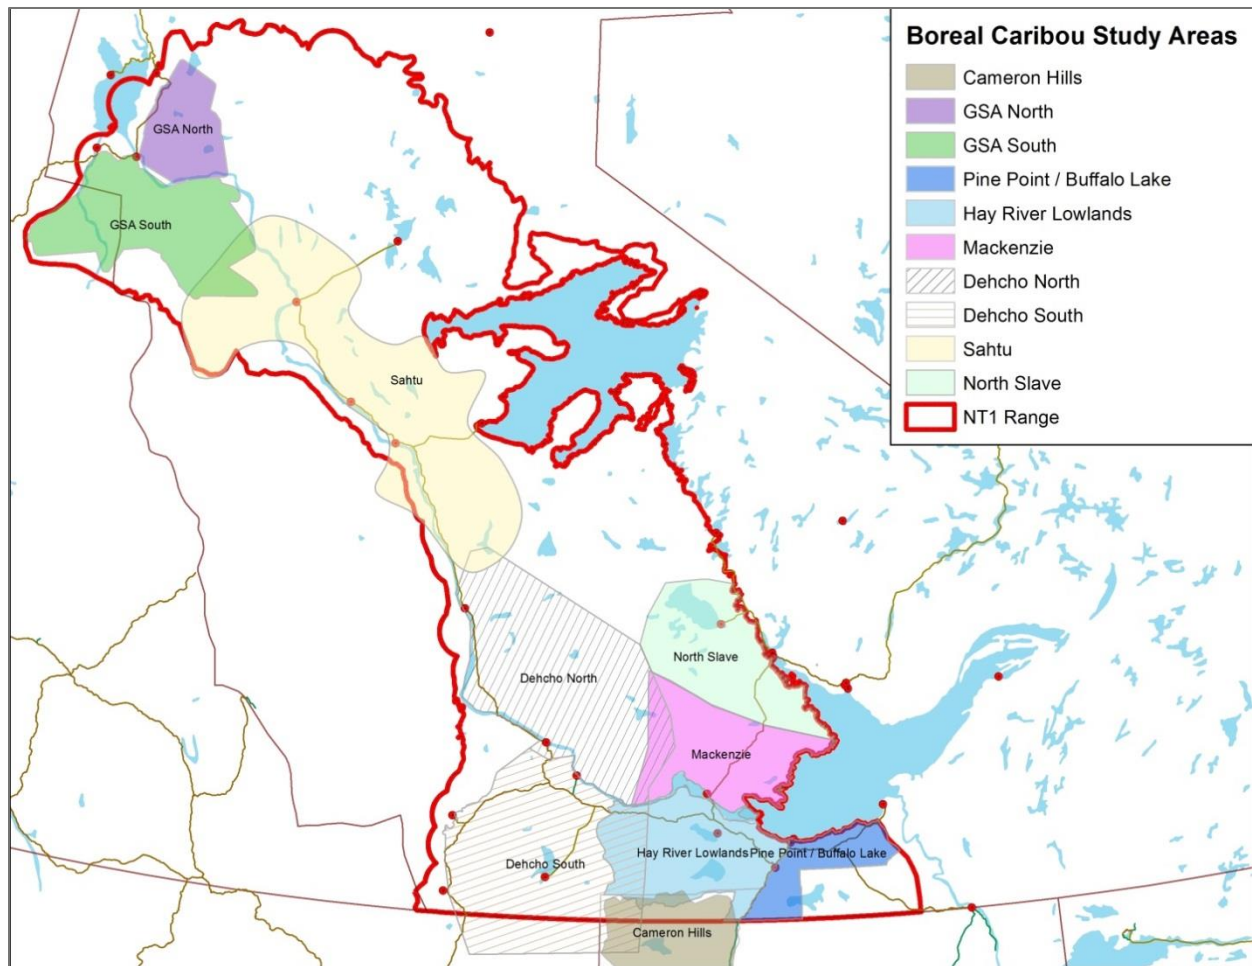 Boreal Caribou Study Areas
Cameron Hills
GSA North
GSA South
Pine Point / Buffalo Lake
Hay River Lowlands
Mackenzie
Dehcho North
Dehcho South
Sahtu
North Slave
NT1 Range
GSA North
GSA South
Sahtu
North Slave
Dehcho North
Mackenzie
Hay River Lowlands
Pine Point / Buffalo Lake
Dehcho South
Cameron Hills